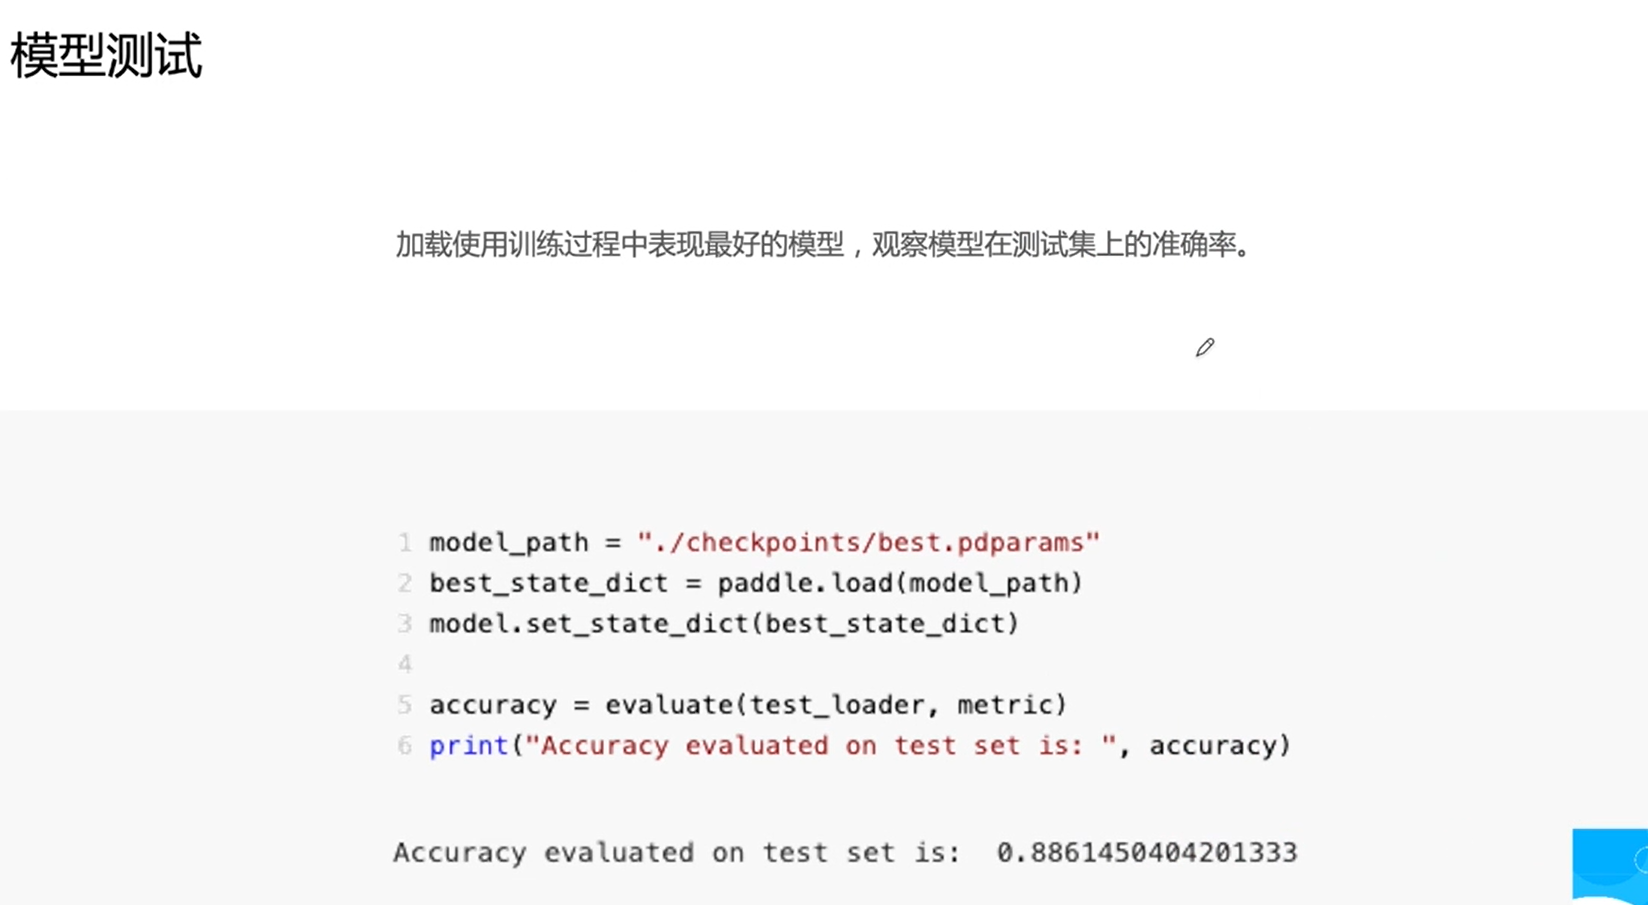 模型测试
加载使用训练过程中表现最好的模型，观察模型在测试集上的准确率。
1 model_path = "./checkpoints/best.pdparams"
2 best_state_dict = paddle.load(model_path)
3 model.set_state_dict(best_state_dict)
4
5 accuracy = evaluate(test_loader, metric)
6 print("Accuracy evaluated on test set is: ", accuracy)
Accuracy evaluated on test set is:  0.8861450404201333